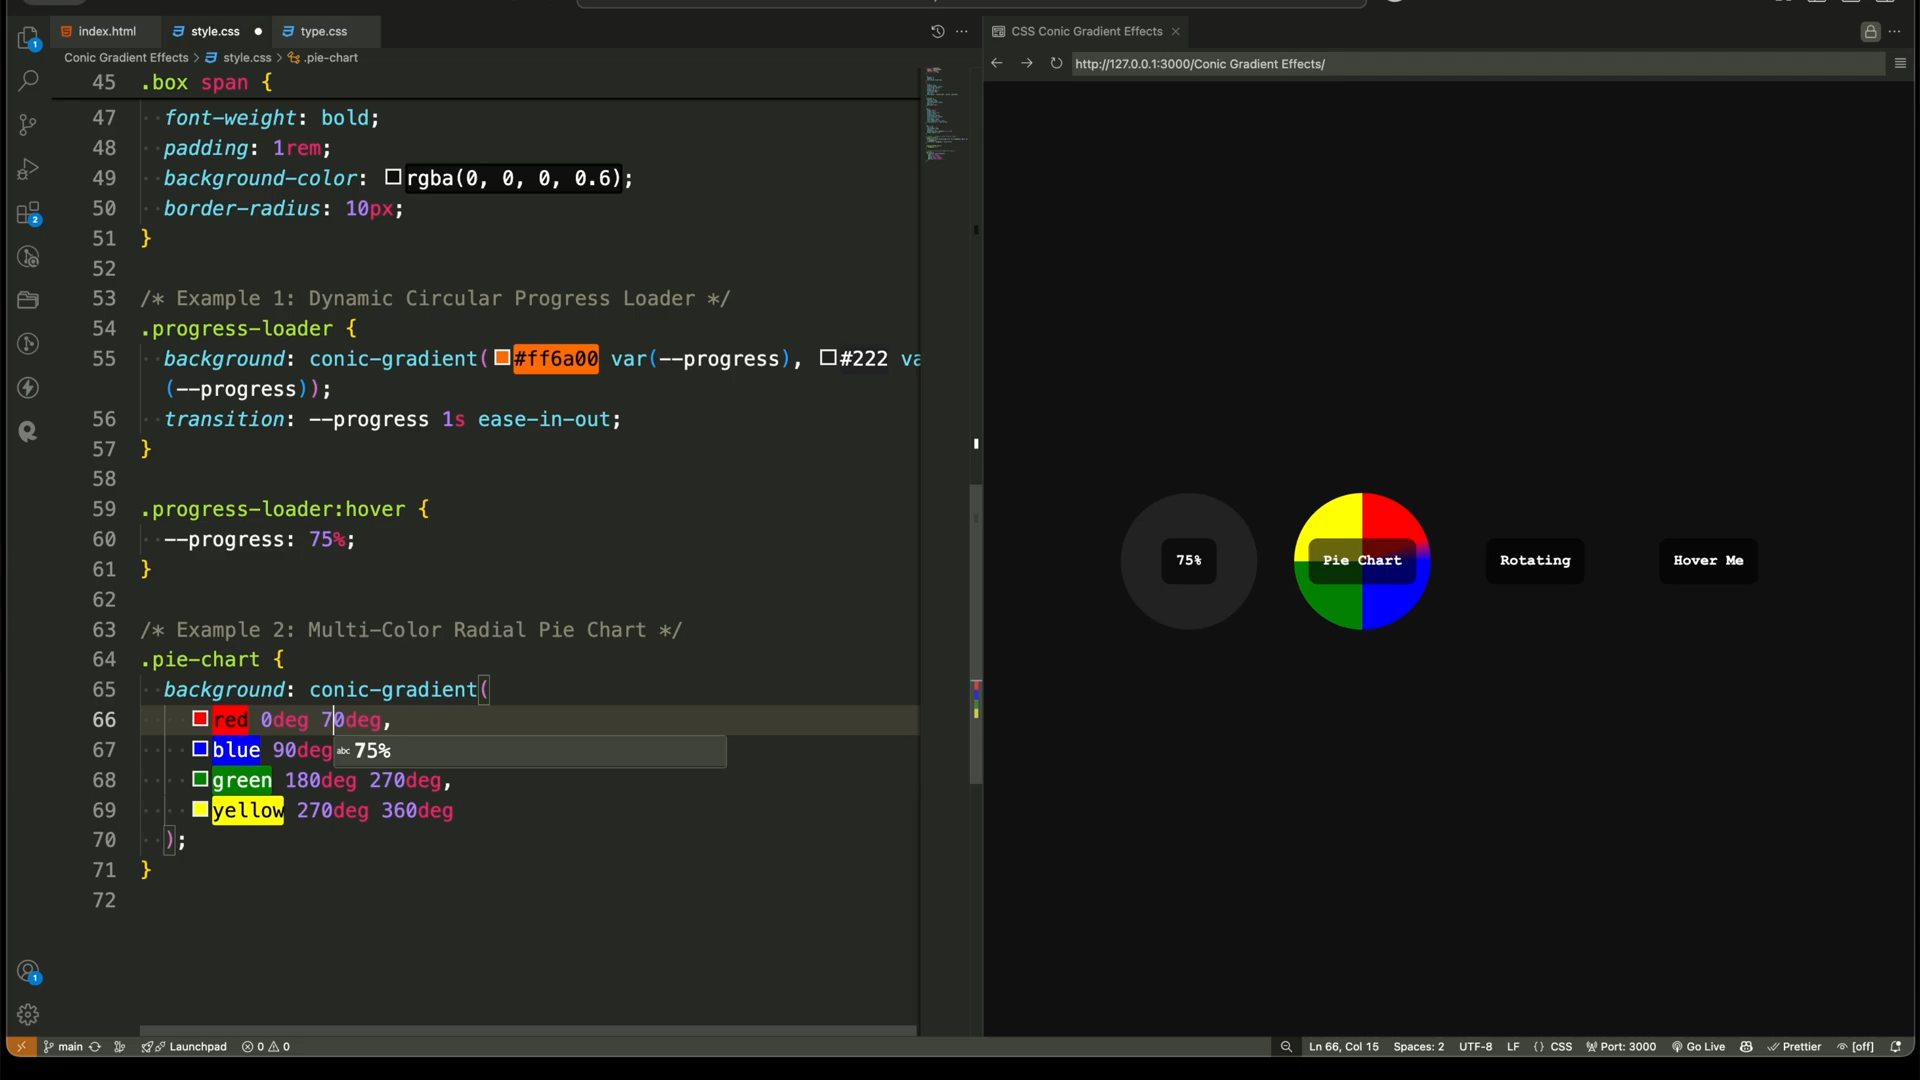 index.html
style.css
type.css
CSS Conic Gradient Effects
Conic Gradient Effects > style.css > .pie-chart
http://127.0.0.1:3000/Conic Gradient Effects/
45 .box span {
47 font-weight: bold;
48 padding: 1rem;
49 background-color: rgba(0, 0, 0, 0.6);
50 border-radius: 10px;
51 }
52
53 /* Example 1: Dynamic Circular Progress Loader */
54 .progress-loader {
55 background: conic-gradient(#ff6a00 var(--progress), #222 va
(--progress));
56 transition: --progress 1s ease-in-out;
57 }
58
59 .progress-loader:hover {
60 --progress: 75%;
61 }
62
63 /* Example 2: Multi-Color Radial Pie Chart */
64 .pie-chart {
65 background: conic-gradient(
66 red 0deg 70deg,
67 blue 90deg
abc 75%
68 green 180deg 270deg,
69 yellow 270deg 360deg
70 );
71 }
72
75%
Pie Chart
Rotating
Hover Me
1
2
1
main
Launchpad
0
0
Ln 66, Col 15
Spaces: 2
UTF-8
LF
{ } CSS
Port: 3000
Go Live
Prettier
[off]